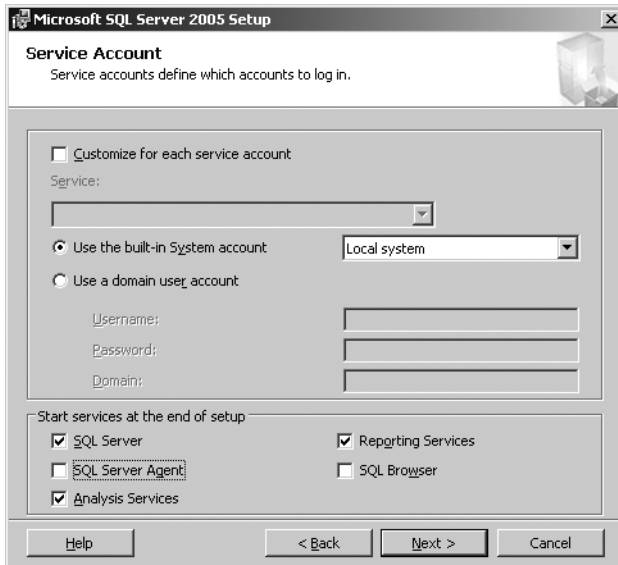 Microsoft SQL Server 2005 Setup
Service Account
Service accounts define which accounts to log in.
Customize for each service account
Service:
Use the built-in System account
Local system
Use a domain user account
Username:
Password:
Domain:
Start services at the end of setup
SQL Server
Reporting Services
SQL Server Agent
SQL Browser
Analysis Services
Help
< Back
Next >
Cancel